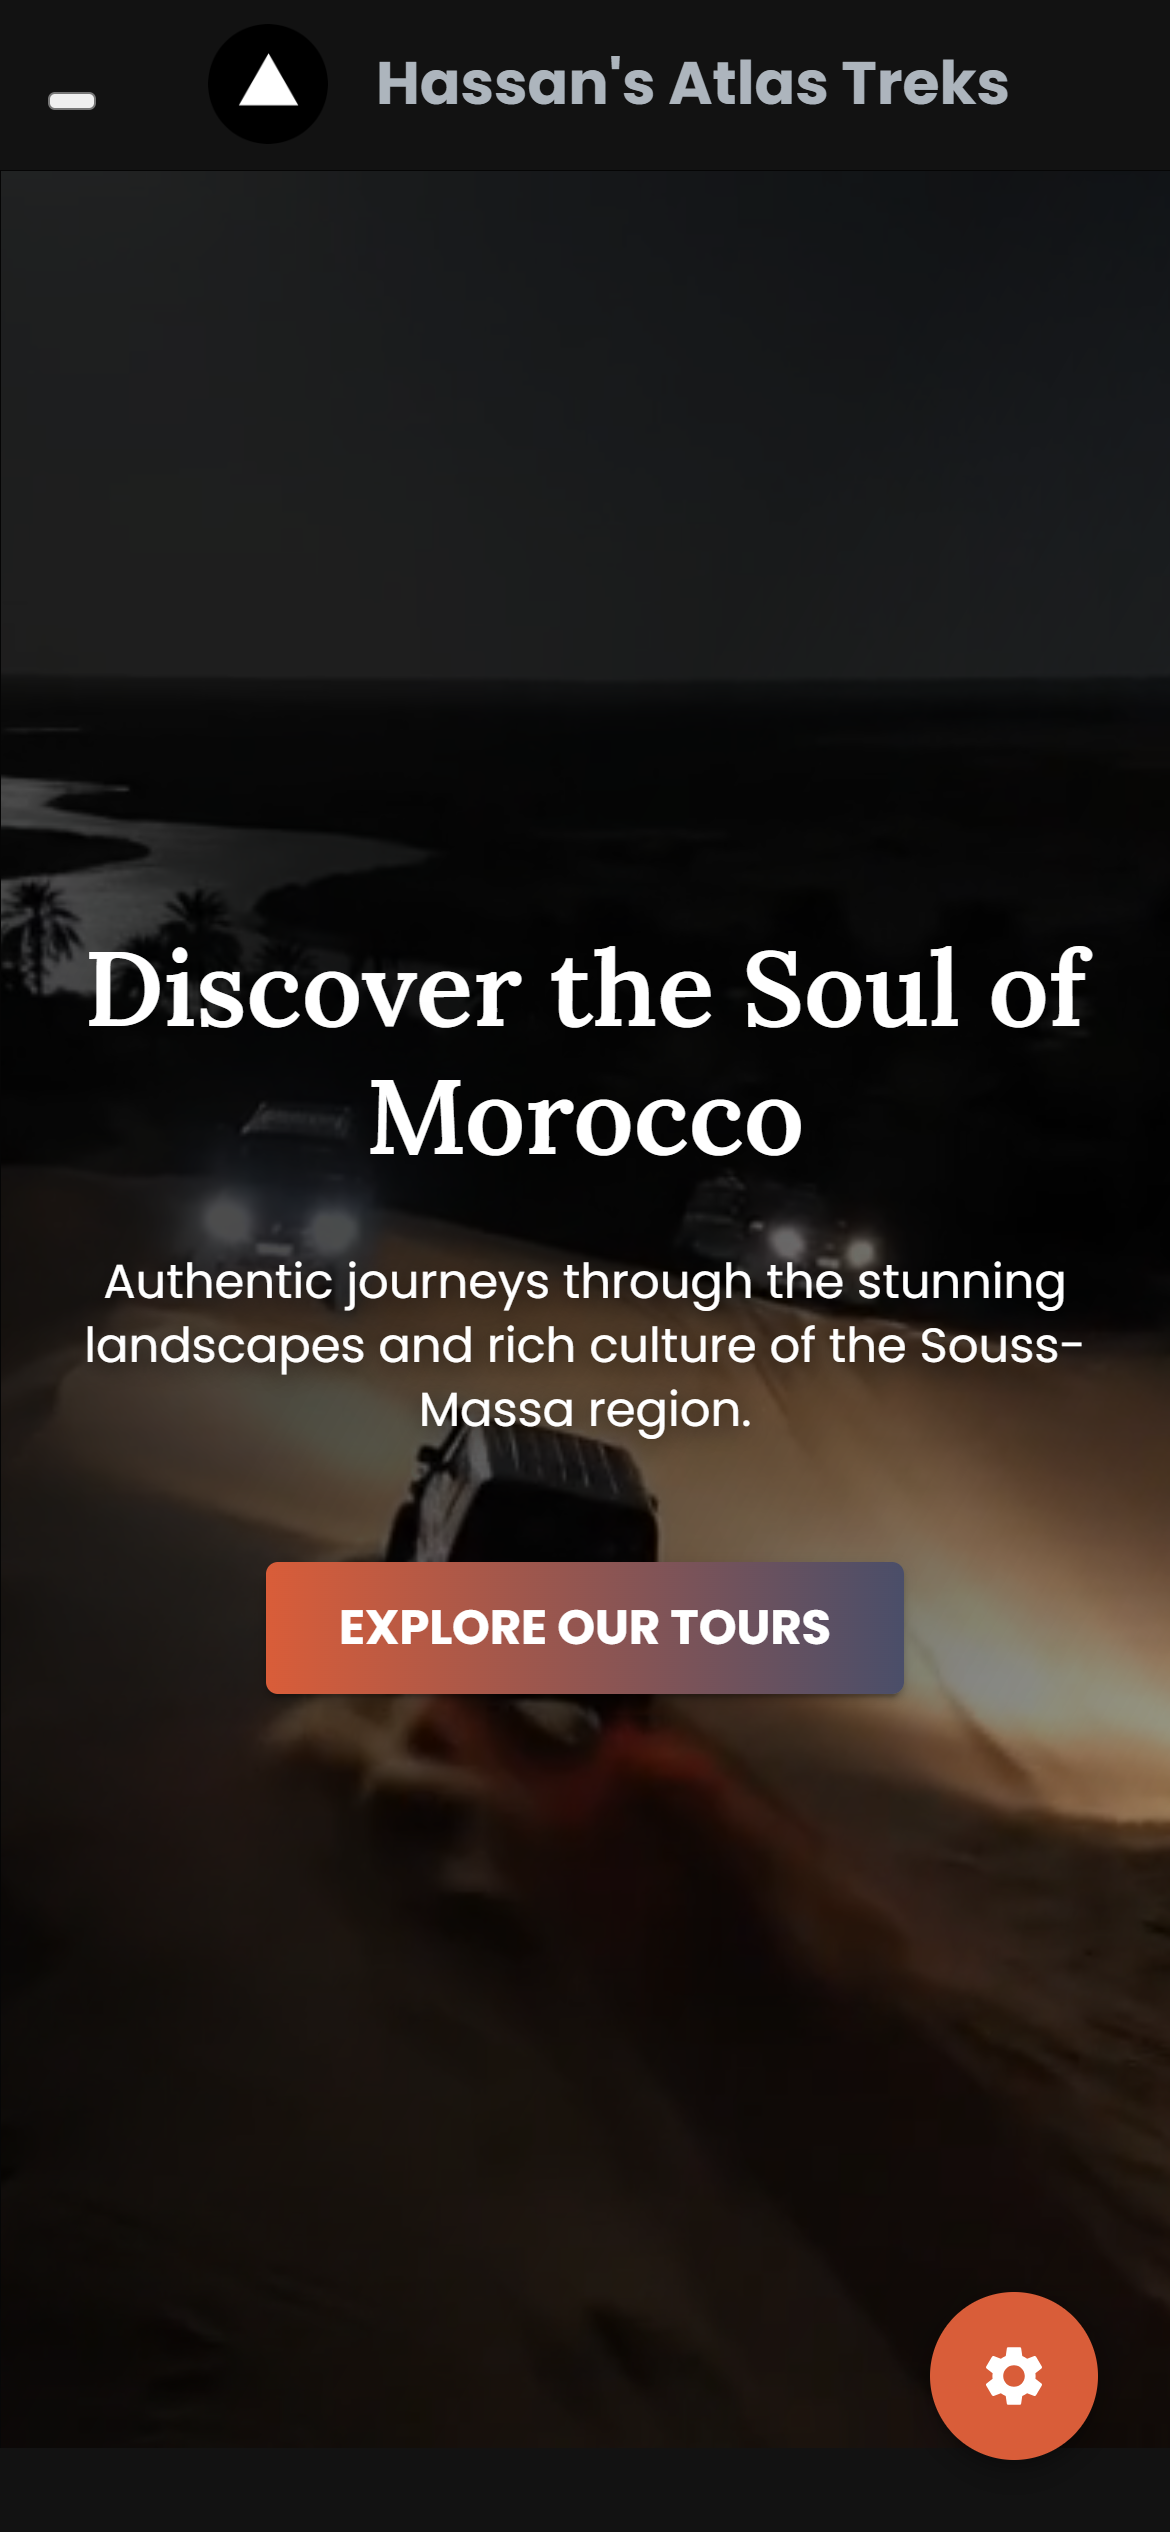 Hassan's Atlas Treks
Discover the Soul of
Morocco
Authentic journeys through the stunning
landscapes and rich culture of the Souss-
Massa region.
EXPLORE OUR TOURS